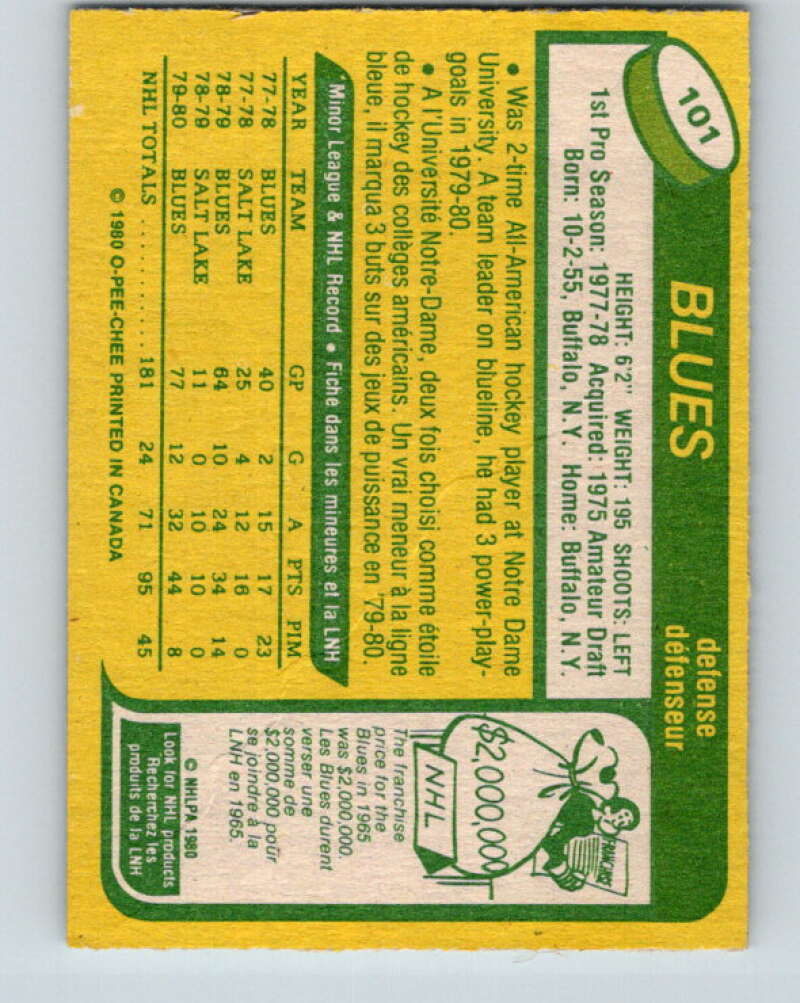 101
BLUES
defense
défenseur
HEIGHT: 6'2" WEIGHT: 195 SHOOTS: LEFT
1st Pro Season: 1977-78 Acquired: 1975 Amateur Draft
Born: 10-2-55, Buffalo, N.Y. Home: Buffalo, N.Y.
• Was 2-time All-American hockey player at Notre Dame
University. A team leader on blueline, he had 3 power-play-
goals in 1979-80.
• A l'Université Notre-Dame, deux fois choisi comme étoile
de hockey des collèges américains. Un vrai meneur à la ligne
bleue, il marqua 3 buts sur des jeux de puissance en '79-80.
Minor League & NHL Record • Fiche dans les mineures et la LNH
YEAR TEAM GP G A PTS PIM
77-78 BLUES 40 2 15 17 23
77-78 SALT LAKE 25 4 12 16 0
78-79 BLUES 64 10 24 34 14
78-79 SALT LAKE 11 0 10 10 0
79-80 BLUES 77 12 32 44 8
NHL TOTALS ............ 181 24 71 95 45
© 1980 O-PEE-CHEE PRINTED IN CANADA
FRANCHISE
$2,000,000
NHL
The franchise
price for the
Blues in 1965
was $2,000,000.
Les Blues durent
verser une
somme de
$2,000,000 pour
se joindre à la
LNH en 1965.
© NHLPA 1980
Look for NHL products
Recherchez les
produits de la LNH